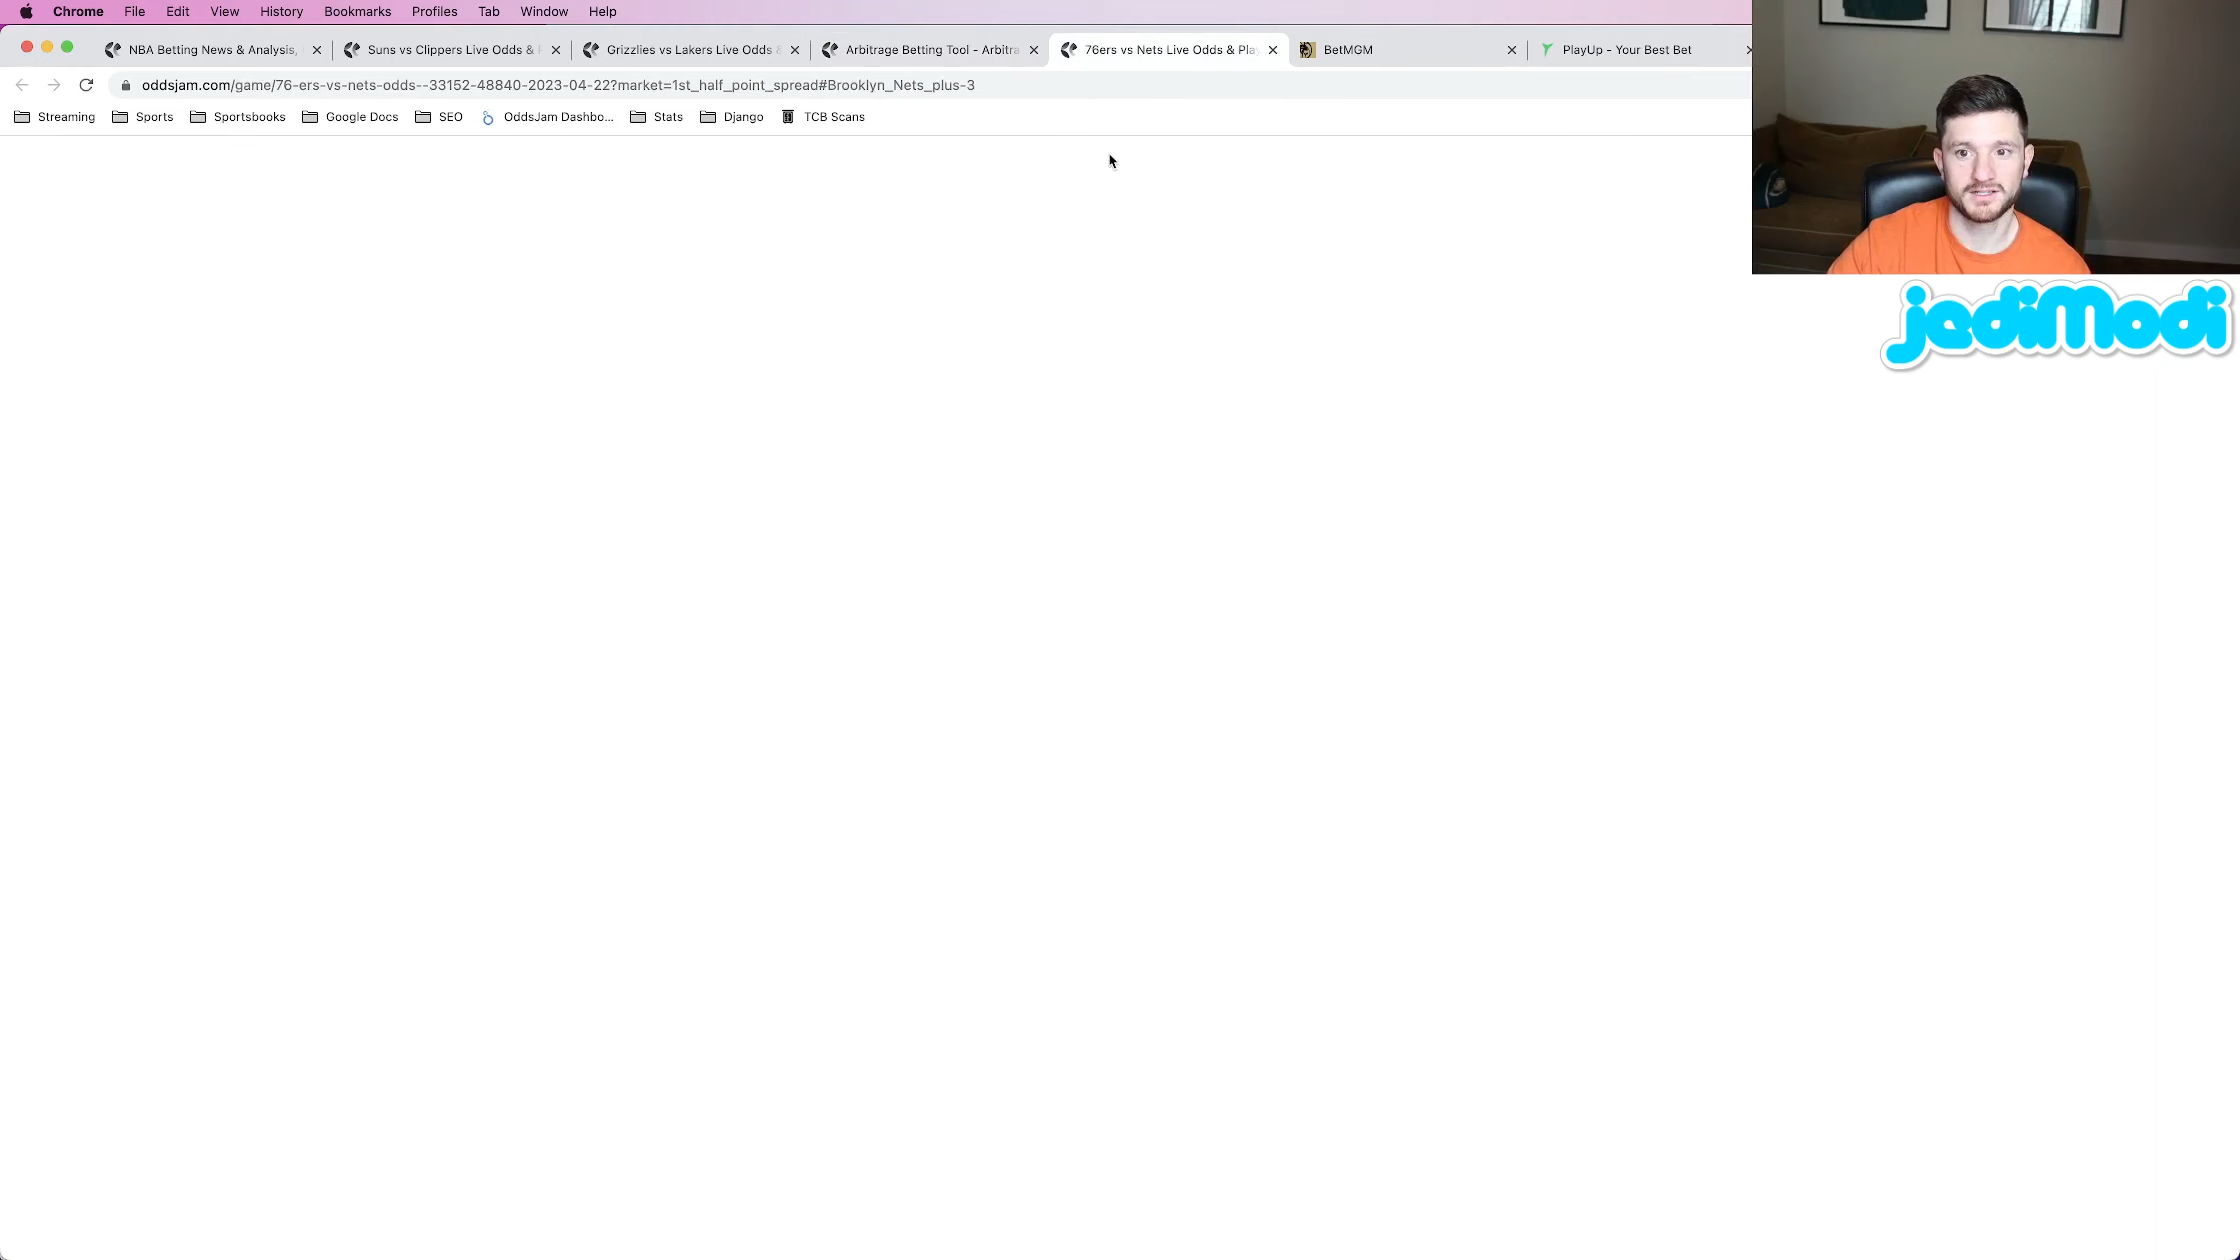 Chrome File Edit View History Bookmarks Profiles Tab Window Help
NBA Betting News & Analysis, Suns vs Clippers Live Odds & Grizzlies vs Lakers Live Odds & Arbitrage Betting Tool - Arbitra 76ers vs Nets Live Odds & Pla BetMGM PlayUp - Your Best Bet
oddsjam.com/game/76-ers-vs-nets-odds--33152-48840-2023-04-22?market=1st_half_point_spread#Brooklyn_Nets_plus-3
Streaming Sports Sportsbooks Google Docs SEO OddsJam Dashbo... Stats Django TCB Scans
jediModi